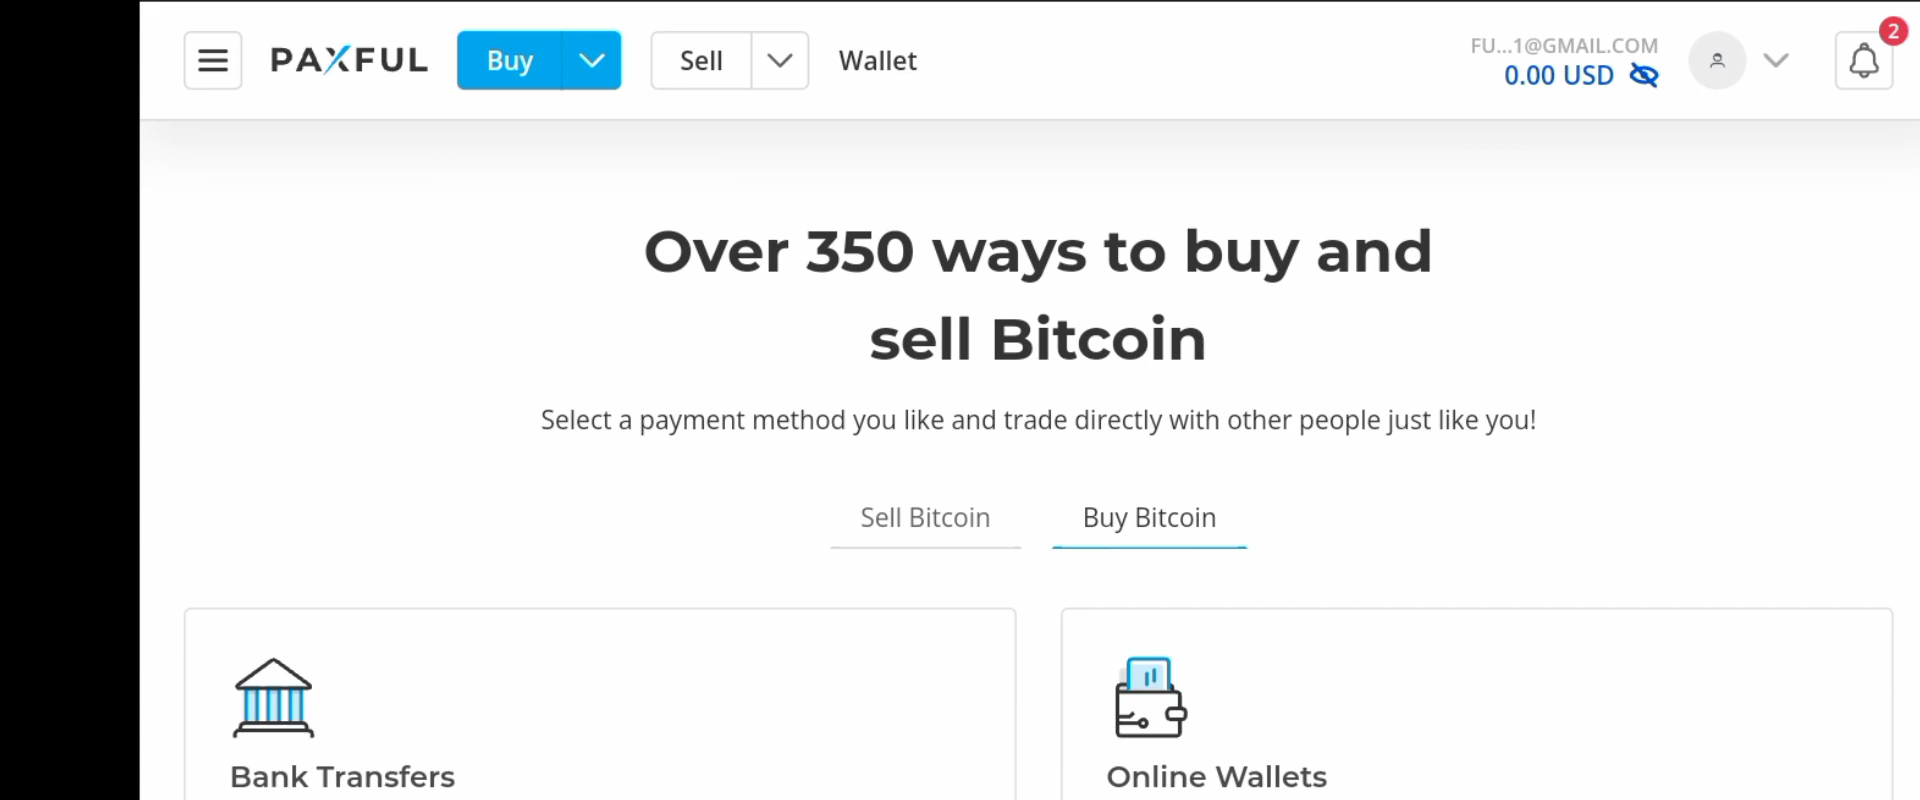 PAXFUL
Buy
Sell
Wallet
FU...1@GMAIL.COM
0.00 USD
2
Over 350 ways to buy and
sell Bitcoin
Select a payment method you like and trade directly with other people just like you!
Sell Bitcoin
Buy Bitcoin
Bank Transfers
Online Wallets